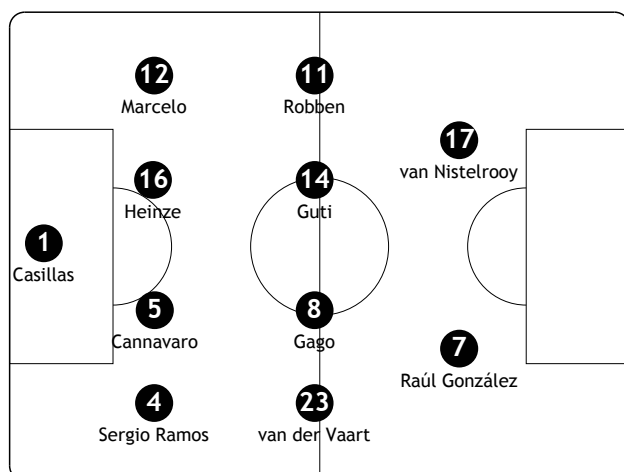 12
Marcelo
11
Robben
17
van Nistelrooy
16
Heinze
14
Guti
1
Casillas
5
Cannavaro
8
Gago
7
Raúl González
4
Sergio Ramos
23
van der Vaart